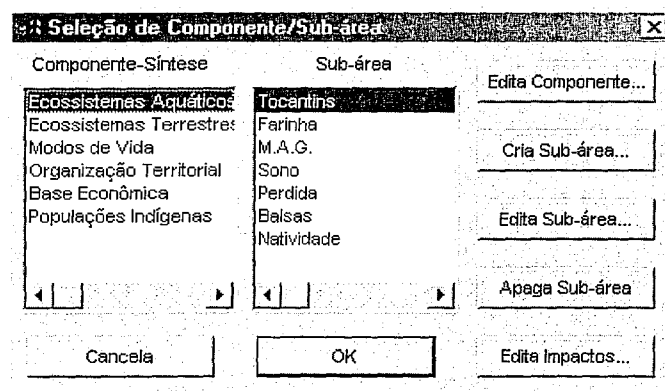 Seleção de Componente/Sub-área
Componente-Síntese
Ecossistemas Aquáticos
Ecossistemas Terrestres
Modos de Vida
Organização Territorial
Base Econômica
Populações Indígenas
Sub-área
Tocantins
Farinha
M.A.G.
Sono
Perdida
Balsas
Natividade
Edita Componente...
Cria Sub-área...
Edita Sub-área...
Apaga Sub-área
Edita Impactos...
Cancela
OK